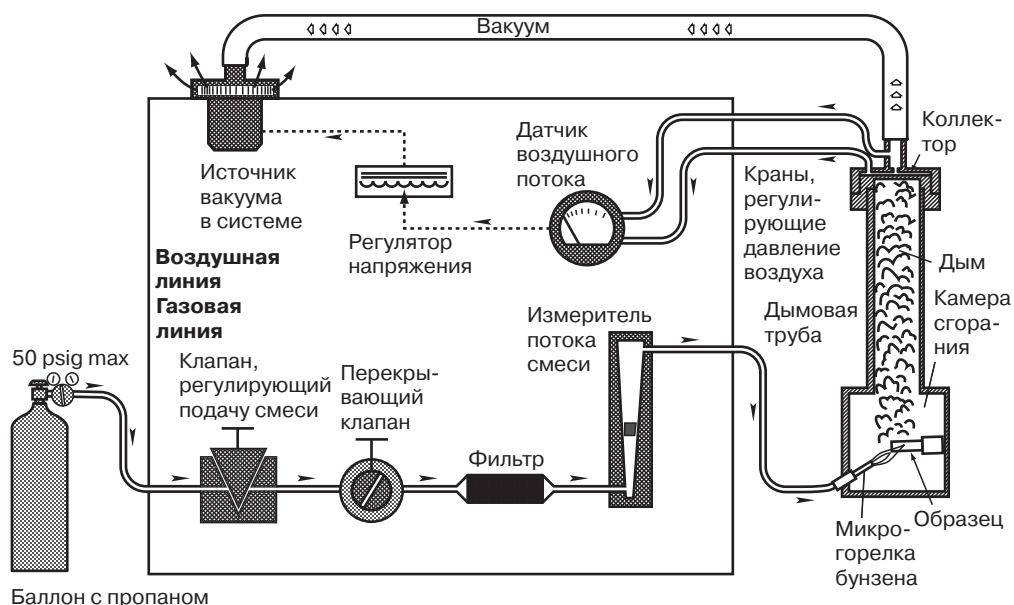 Вакуум
Коллек-
тор
Датчик
воздушного
потока
Источник
вакуума
в системе
Краны,
регули-
рующие
давление
воздуха
Регулятор
напряжения
Дым
Воздушная
линия
Газовая
линия
Камера
сгора-
ния
Дымовая
труба
Измеритель
потока
смеси
50 psig max
Клапан,
регулирующий
подачу смеси
Перекры-
вающий
клапан
Фильтр
Образец
Микро-
горелка
бунзена
Баллон с пропаном